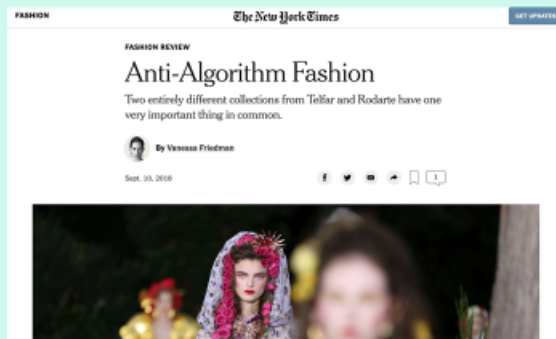 FASHION
The New York Times
GET UPDATES
FASHION REVIEW
Anti-Algorithm Fashion
Two entirely different collections from Telfar and Rodarte have one
very important thing in common.
By Vanessa Friedman
Sept. 10, 2018
1